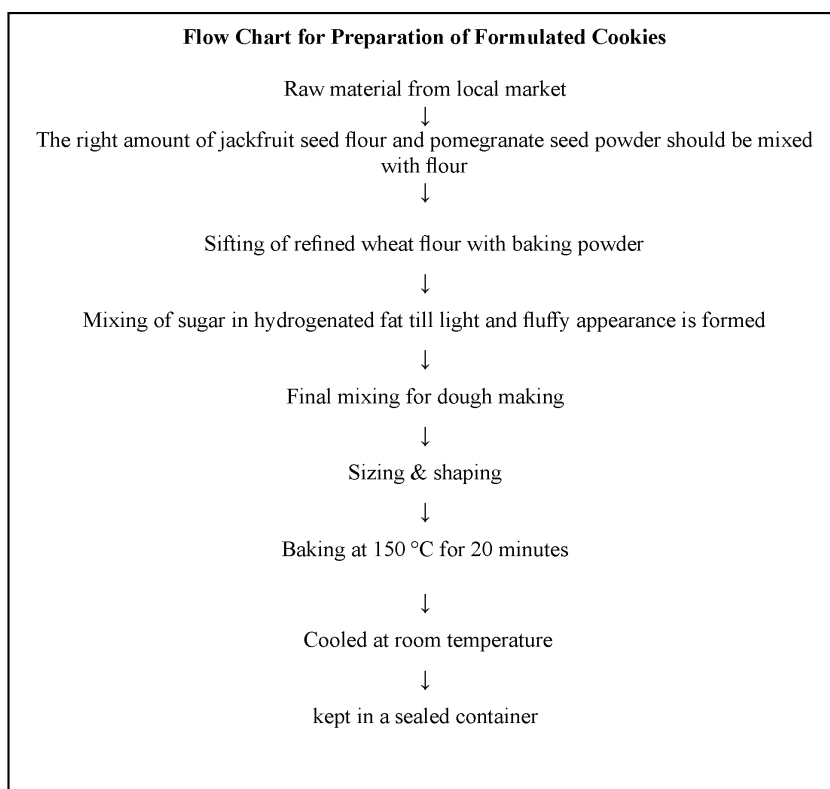 Flow Chart for Preparation of Formulated Cookies
Raw material from local market
↓
The right amount of jackfruit seed flour and pomegranate seed powder should be mixed
with flour
↓
Sifting of refined wheat flour with baking powder
↓
Mixing of sugar in hydrogenated fat till light and fluffy appearance is formed
↓
Final mixing for dough making
↓
Sizing & shaping
↓
Baking at 150 °C for 20 minutes
↓
Cooled at room temperature
↓
kept in a sealed container